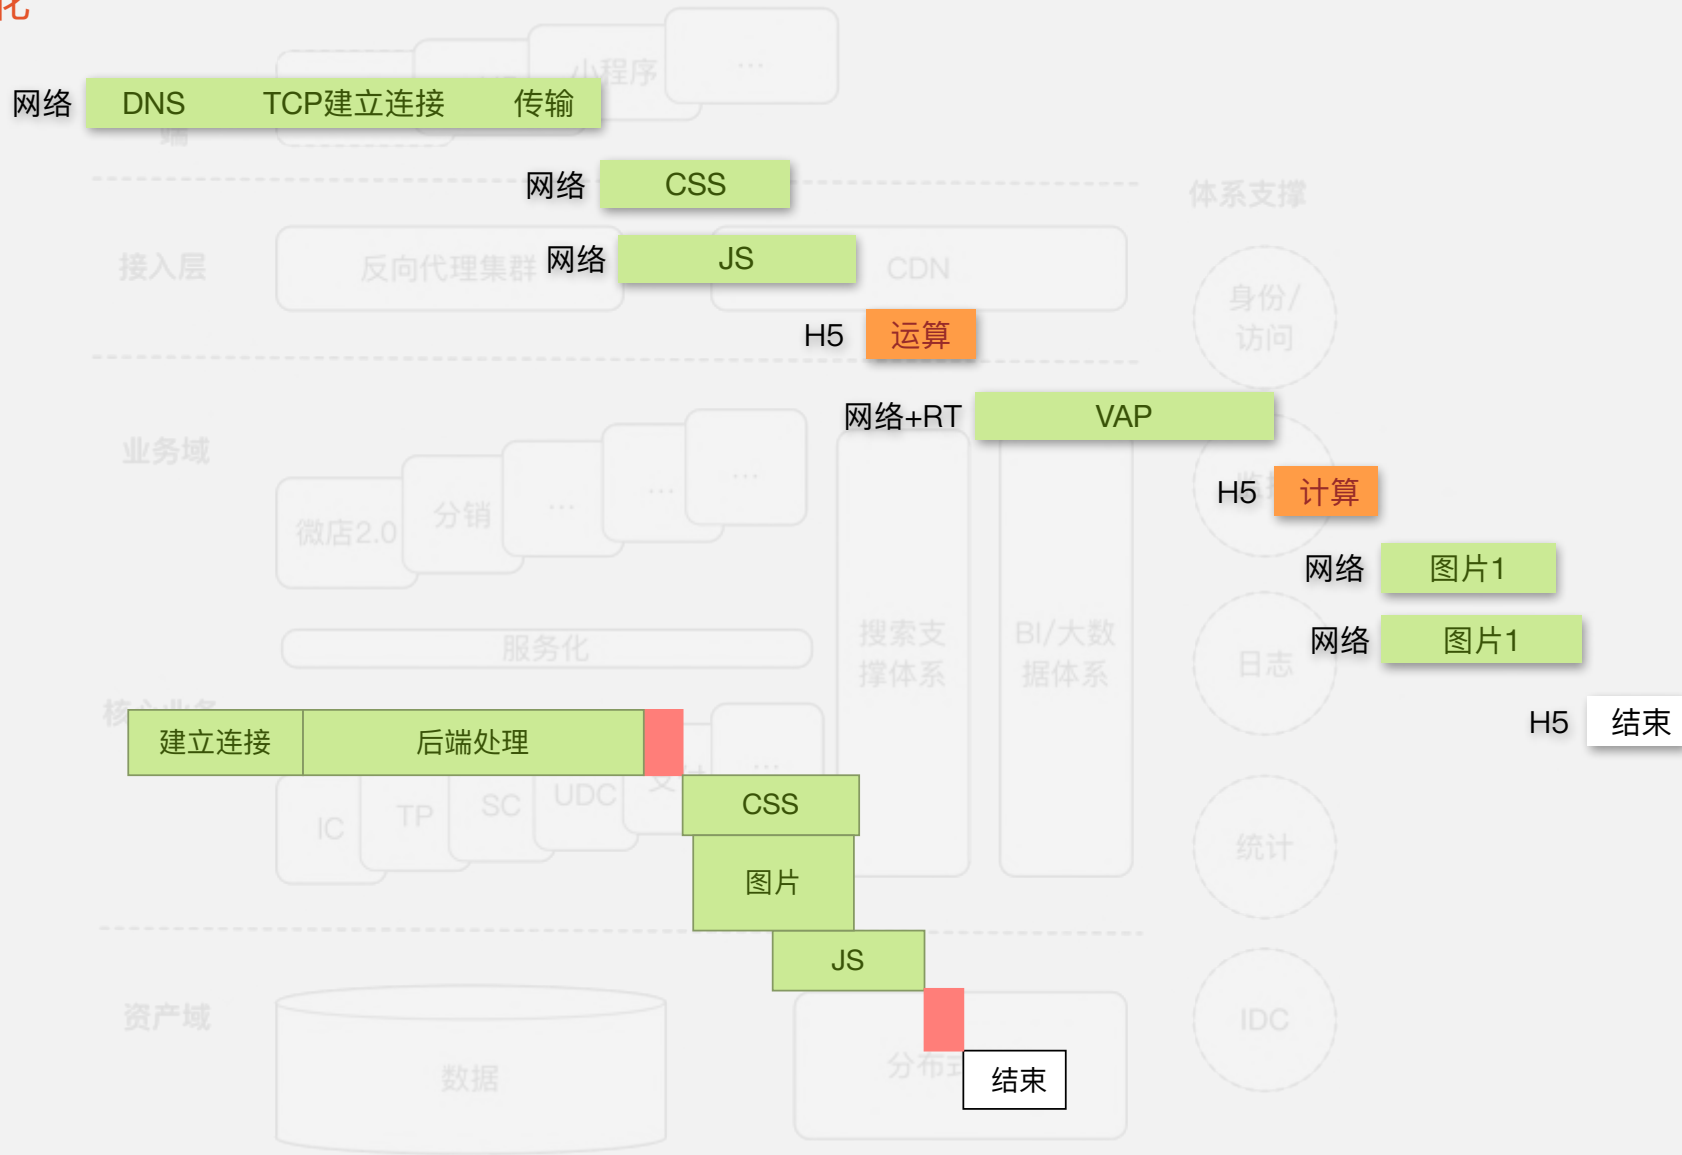 化
小程序
...
网络 DNS TCP建立连接 传输
端
网络 CSS
体系支撑
接入层
反向代理集群
网络 JS
CDN
身份/
访问
H5 运算
网络+RT VAP
业务域
微店2.0
分销
...
...
...
H5 计算
网络 图片1
搜索支
撑体系
BI/大数
据体系
网络 图片1
日志
服务化
核心业务
H5 结束
建立连接 后端处理
...
IC
TP
SC
UDC
CSS
统计
图片
JS
资产域
数据
IDC
结束